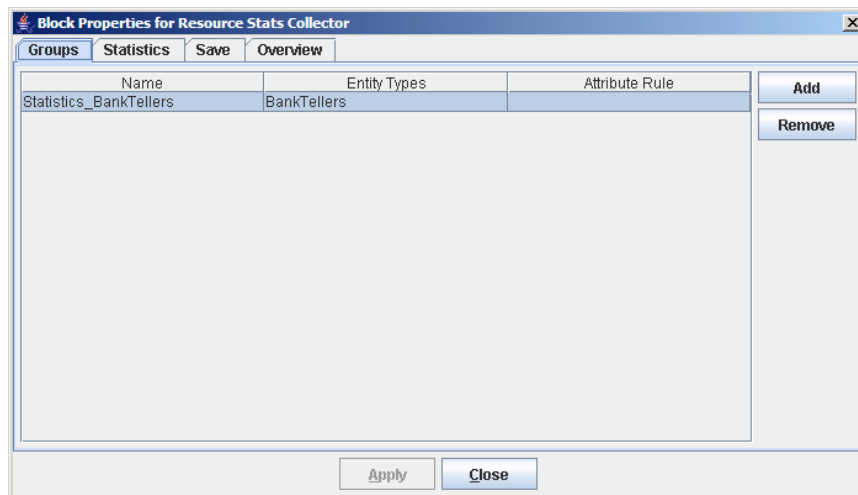 Block Properties for Resource Stats Collector
Groups Statistics Save Overview
Name Entity Types Attribute Rule
Statistics_BankTellers BankTellers
Add
Remove
Apply Close